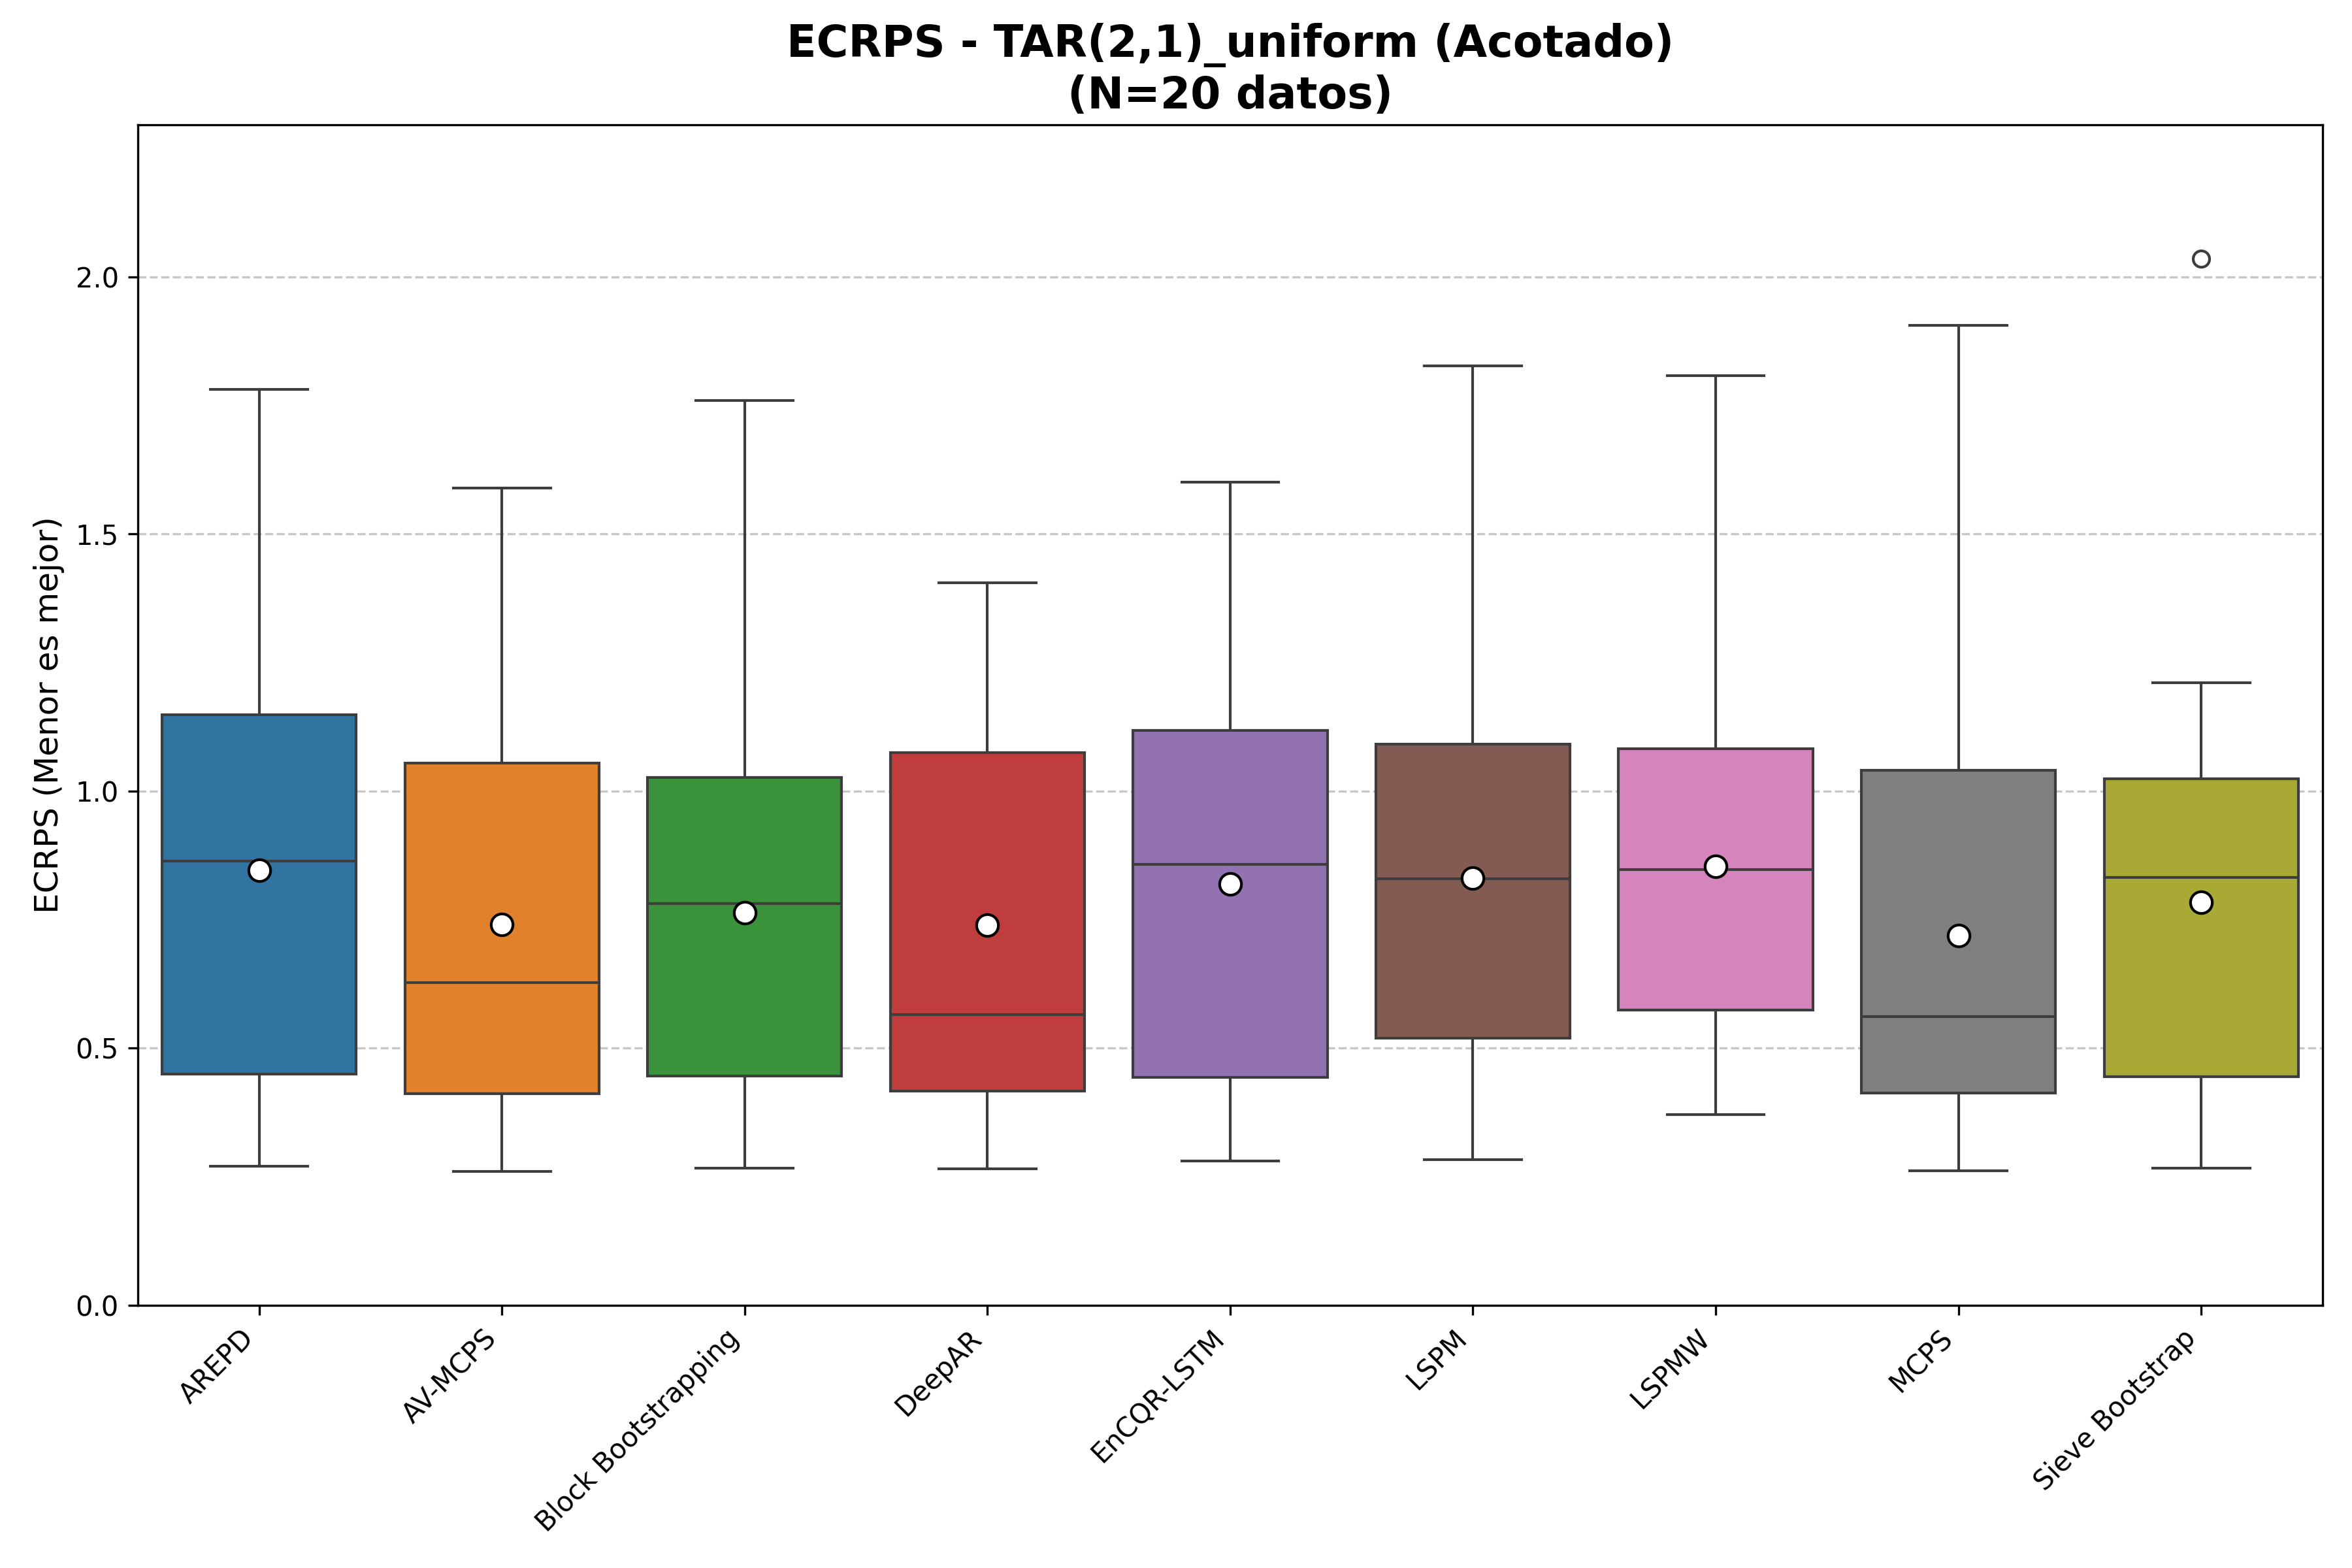 ECRPS - TAR(2,1)_uniform (Acotado)
(N=20 datos)
ECRPS (Menor es mejor)
2.0
1.5
1.0
0.5
0.0
AREPD
AV-MCPS
Block Bootstrapping
DeepAR
EnCQR-LSTM
LSPM
LSPMW
MCPS
Sieve Bootstrap